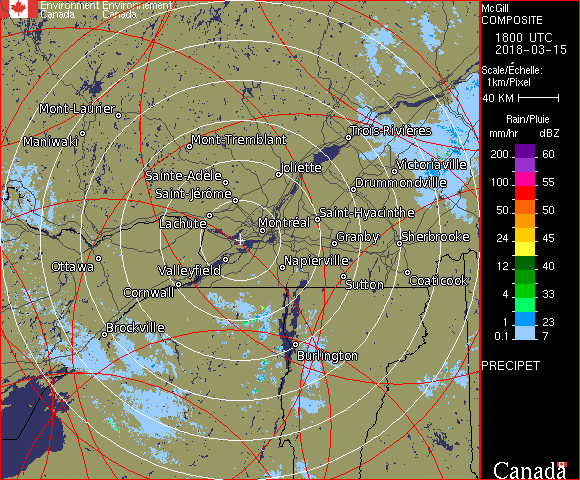 Environment Environnement
Canada Canada
McGill
COMPOSITE
1800 UTC
2018-03-15
Scale/Échelle:
1km/Pixel
40 KM
Rain/Pluie
mm/hr dBZ
200 60
100 55
50 50
24 45
12 40
4 33
1 23
0.1 7
PRECIPET
Canada
Mont-Laurier
Maniwaki
Mont-Tremblant
Trois-Rivières
Joliette
Victoriaville
Sainte-Adèle
Saint-Jérôme
Drummondville
Lachute
Montréal
Saint-Hyacinthe
Granby
Sherbrooke
Ottawa
Valleyfield
Napierville
Cornwall
Sutton
Coaticook
Brockville
Burlington